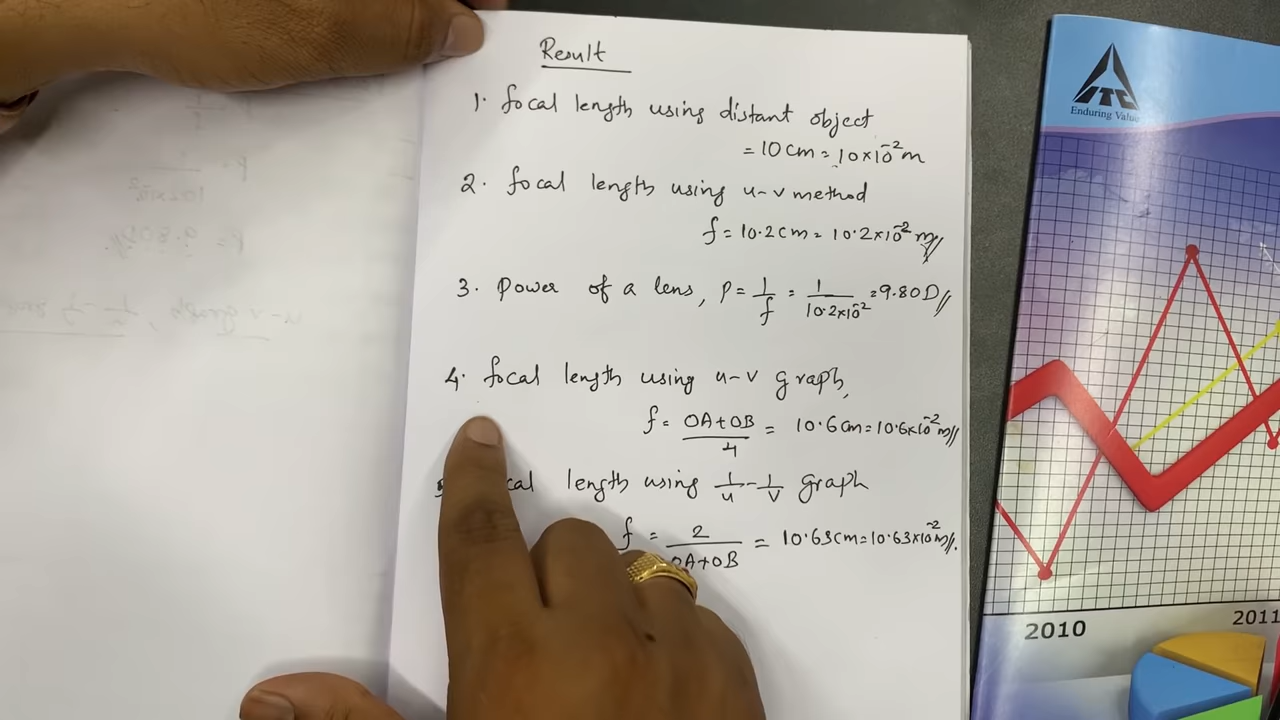 Result
1. focal length using distant object
= 10 cm = 10×10⁻² m
2. focal length using u-v method
f = 10.2 cm = 10.2×10⁻² m//
3. Power of a lens, P = 1/f = 1/10.2×10⁻² = 9.80 D//
4. focal length using u-v graph,
f = OA+OB/4 = 10.6 cm = 10.6×10⁻² m//
length using 1/u - 1/v graph
f = 2/OA+OB = 10.63 cm = 10.63×10⁻² m//.
ITC
Enduring Value
2010
2011